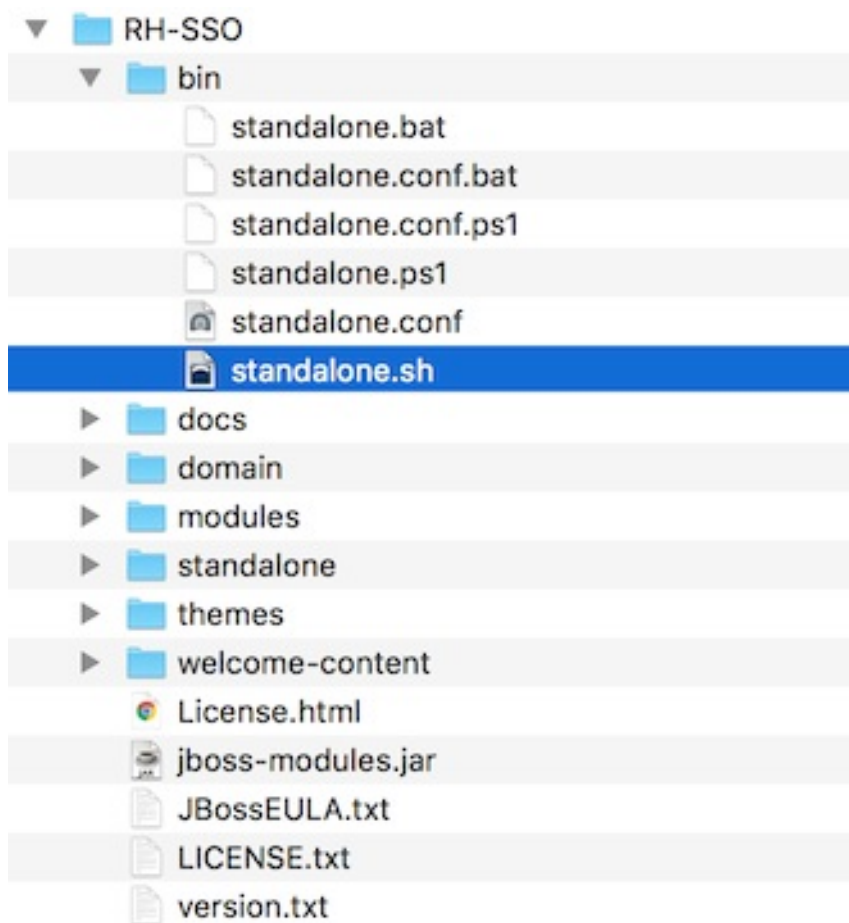 RH-SSO
bin
standalone.bat
standalone.conf.bat
standalone.conf.ps1
standalone.ps1
standalone.conf
standalone.sh
docs
domain
modules
standalone
themes
welcome-content
License.html
jboss-modules.jar
JBossEULA.txt
LICENSE.txt
version.txt